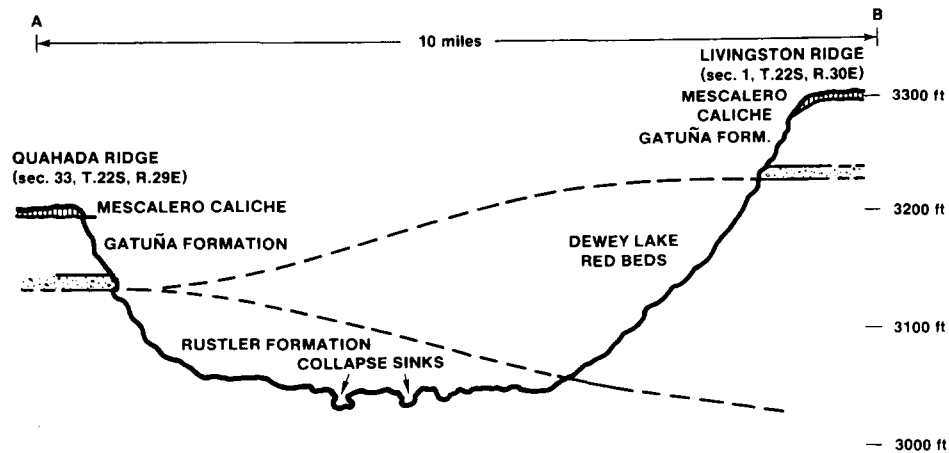 A
B
10 miles
LIVINGSTON RIDGE
(sec. 1, T.22S, R.30E)
MESCALERO
CALICHE
GATUÑA FORM.
3300 ft
QUAHADA RIDGE
(sec. 33, T.22S, R.29E)
MESCALERO CALICHE
3200 ft
GATUÑA FORMATION
DEWEY LAKE
RED BEDS
3100 ft
RUSTLER FORMATION
COLLAPSE SINKS
3000 ft